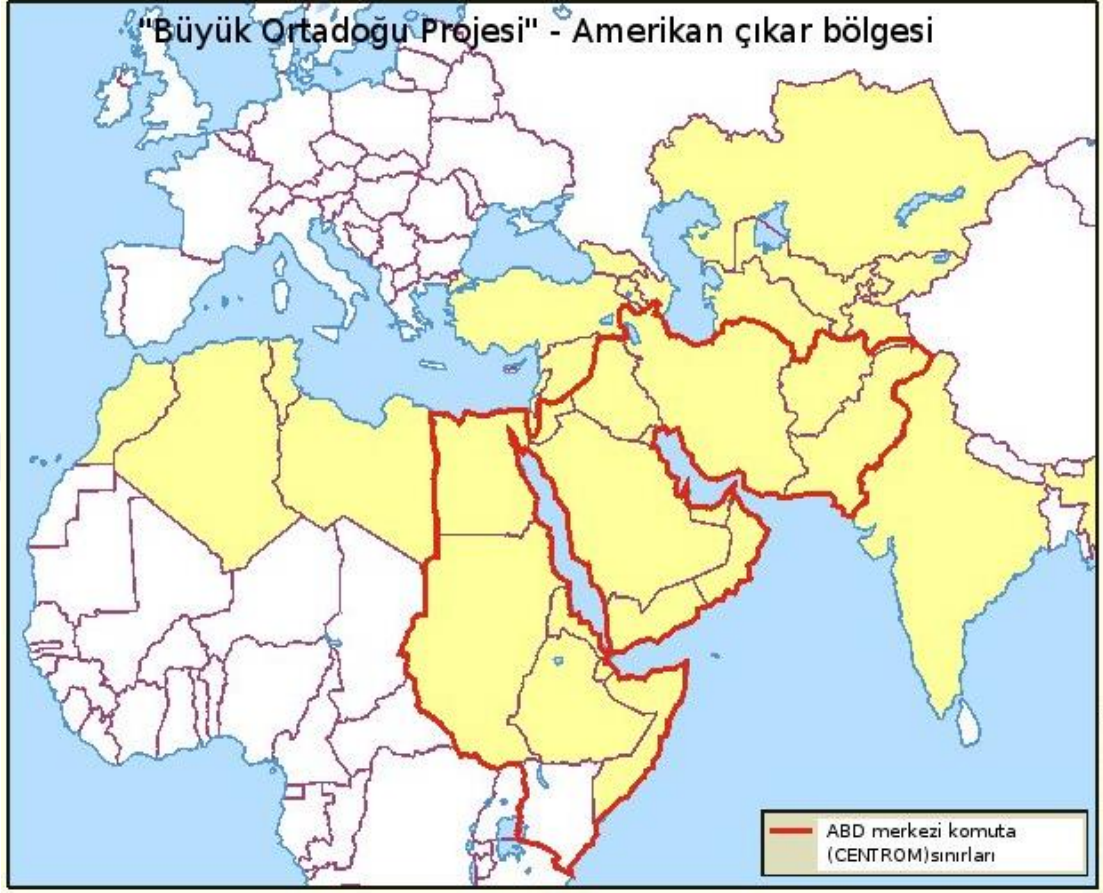 "Büyük Ortadoğu Projesi" - Amerikan çıkar bölgesi
ABD merkezi komuta
(CENTROM)sınırları